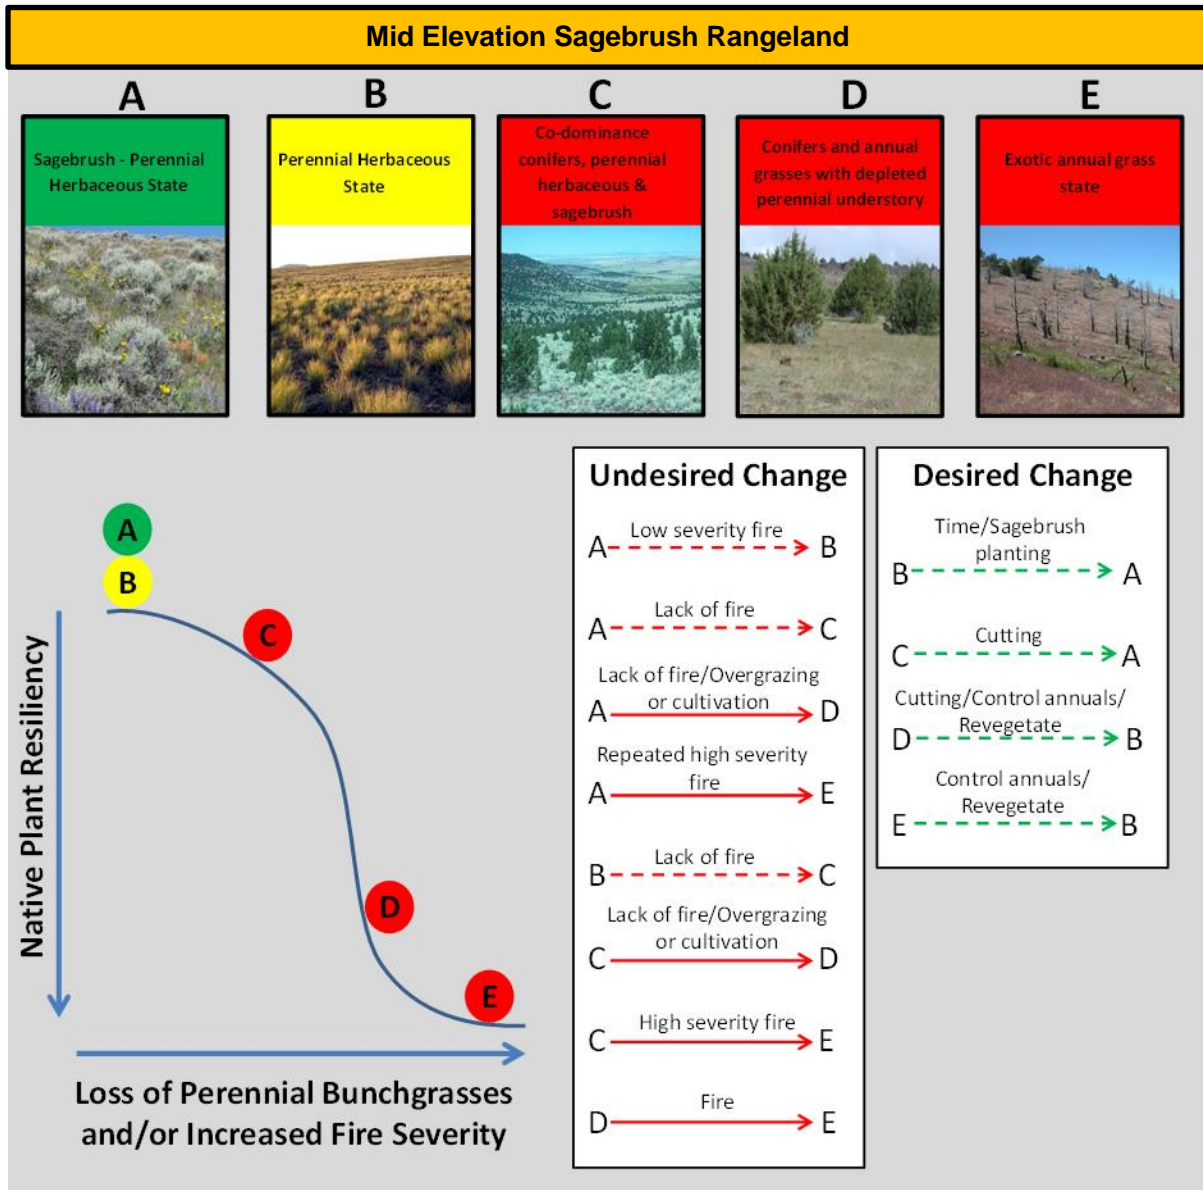 Mid Elevation Sagebrush Rangeland
A
B
C
D
E
Sagebrush - Perennial
Herbaceous State
Perennial Herbaceous
State
Co-dominance
conifers, perennial
herbaceous &
sagebrush
Conifers and annual
grasses with depleted
perennial understory
Exotic annual grass
state
A
B
C
D
E
Native Plant Resiliency
Loss of Perennial Bunchgrasses
and/or Increased Fire Severity
Undesired Change
Low severity fire
A B
Lack of fire
A C
Lack of fire/Overgrazing
or cultivation
A D
Repeated high severity
fire
A E
Lack of fire
B C
Lack of fire/Overgrazing
or cultivation
C D
High severity fire
C E
Fire
D E
Desired Change
Time/Sagebrush
planting
B A
Cutting
C A
Cutting/Control annuals/
Revegetate
D B
Control annuals/
Revegetate
E B